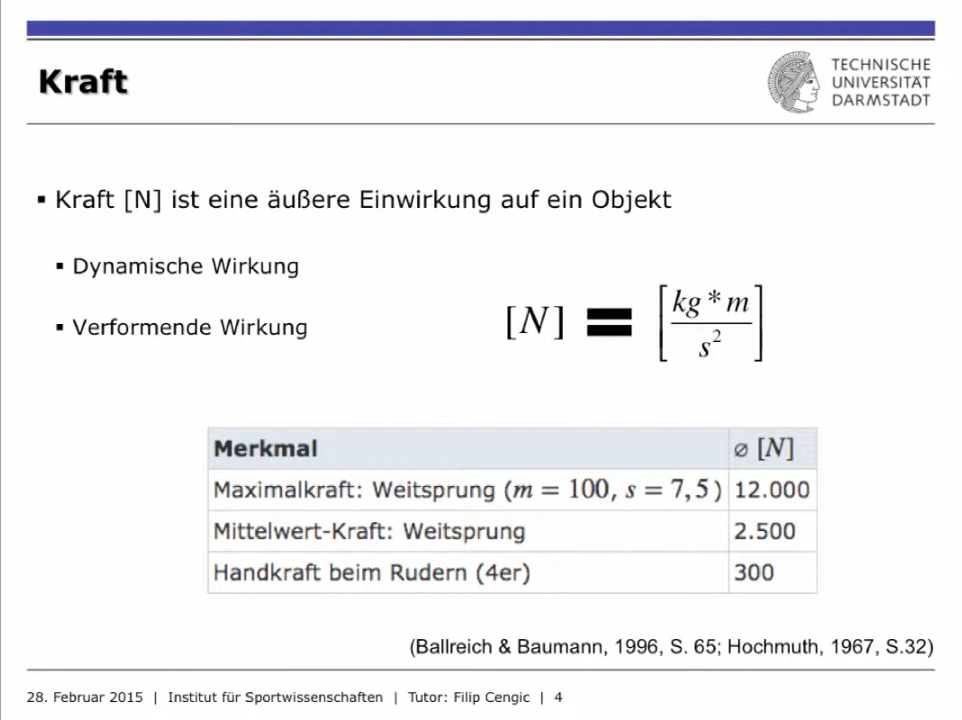 Kraft
TECHNISCHE
UNIVERSITÄT
DARMSTADT
▪ Kraft [N] ist eine äußere Einwirkung auf ein Objekt
▪ Dynamische Wirkung
▪ Verformende Wirkung
[N] = [kg * m / s²]
Merkmal ⌀ [N]
Maximalkraft: Weitsprung (m = 100, s = 7,5) 12.000
Mittelwert-Kraft: Weitsprung 2.500
Handkraft beim Rudern (4er) 300
(Ballreich & Baumann, 1996, S. 65; Hochmuth, 1967, S.32)
28. Februar 2015 | Institut für Sportwissenschaften | Tutor: Filip Cengic | 4